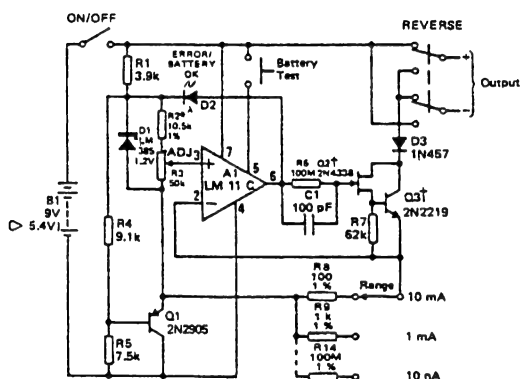 ON/OFF
REVERSE
R1
3.9k
ERROR/
BATTERY
OK
Battery
Test
+
Output
-
D2
R2*
10.5k
1%
D1
LM
385
1.2V
ADJ
R3
50k
3
+
7
A1
LM 11 C
5
6
2
-
4
R6
100M
Q2†
2N4338
C1
100 pF
D3
1N457
Q3†
2N2219
R7
62k
B1
9V
(> 5.4V)
R4
9.1k
Q1
2N2905
R5
7.5k
R8
100
1%
Range
10 mA
R9
1 k
1%
1 mA
R14
100M
1%
10 nA